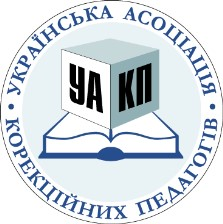 УКРАЇНСЬКА АСОЦІАЦІЯ
УА КП
КОРЕКЦІЙНИХ ПЕДАГОГІВ